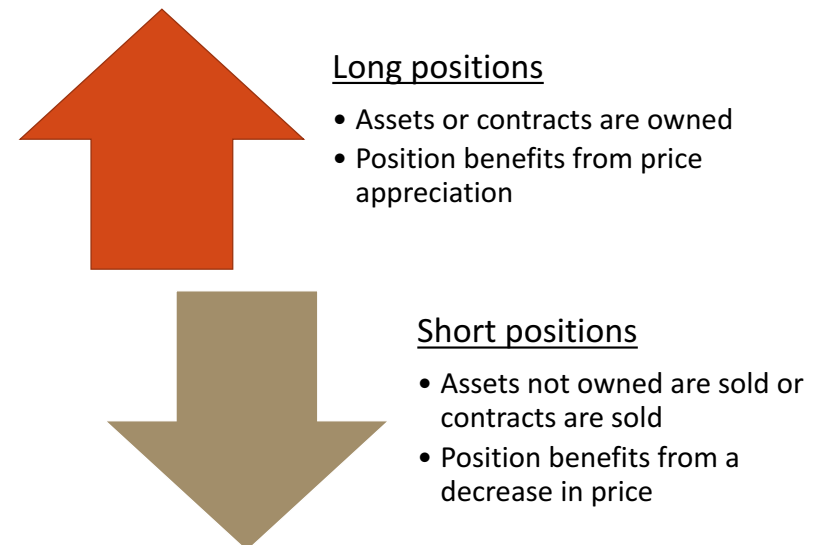 Long positions
• Assets or contracts are owned
• Position benefits from price
appreciation
Short positions
• Assets not owned are sold or
contracts are sold
• Position benefits from a
decrease in price